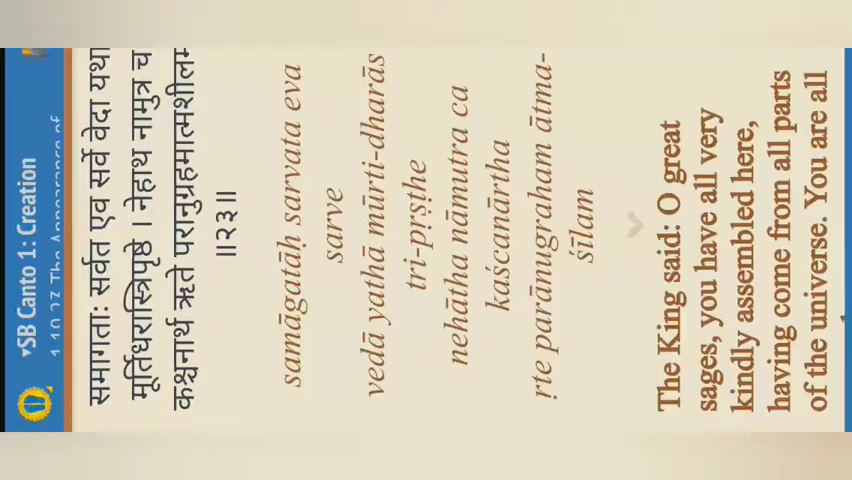 SB Canto 1: Creation
समागताः सर्वत एव सर्वे वेदा यथा
मूर्तिधरास्त्रिपृष्ठे । नेहाथ नामुत्र च
कश्चनार्थ ऋते परानुग्रहमात्मशीलम्
॥२३॥
samāgatāḥ sarvata eva
sarve
vedā yathā mūrti-dharās
tri-pṛṣṭhe
nehātha nāmutra ca
kaścanārtha
ṛte parānugraham ātma-
śīlam
The King said: O great
sages, you have all very
kindly assembled here,
having come from all parts
of the universe. You are all